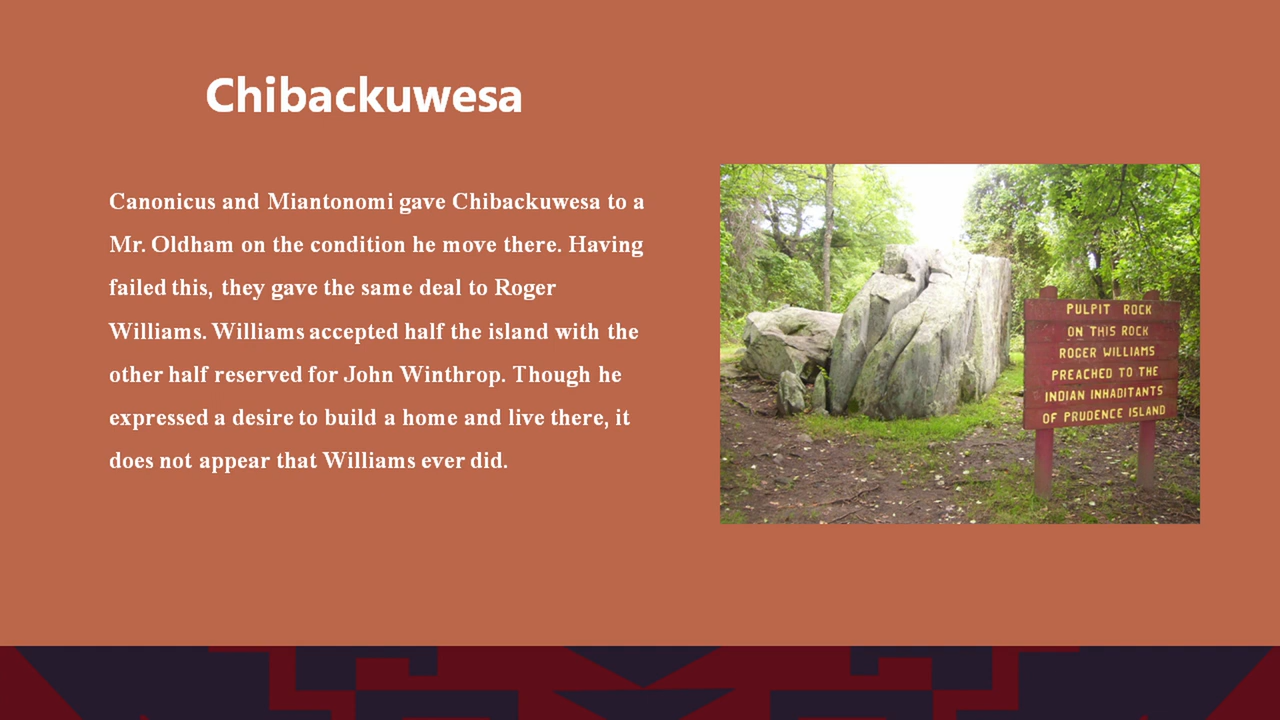 Chibackuwesa
Canonicus and Miantonomi gave Chibackuwesa to a
Mr. Oldham on the condition he move there. Having
failed this, they gave the same deal to Roger
Williams. Williams accepted half the island with the
other half reserved for John Winthrop. Though he
expressed a desire to build a home and live there, it
does not appear that Williams ever did.
PULPIT ROCK
ON THIS ROCK
ROGER WILLIAMS
PREACHED TO THE
INDIAN INHADITANTS
OF PRUDENCE ISLAND